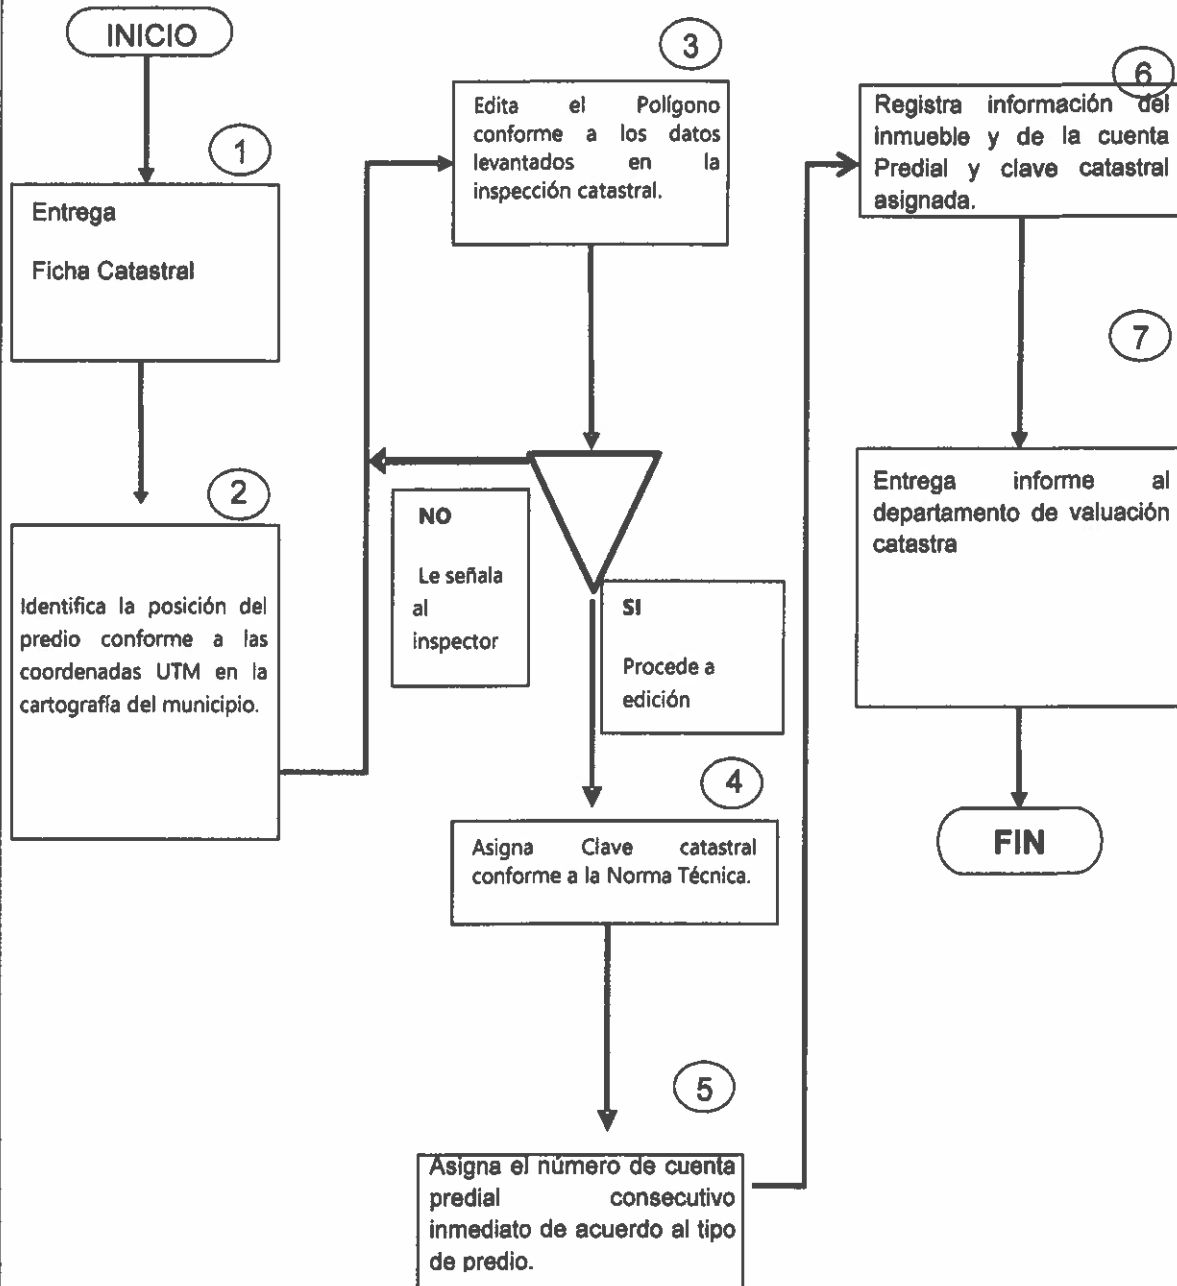 INICIO
1
Entrega
Ficha Catastral
2
Identifica la posición del
predio conforme a las
coordenadas UTM en la
cartografía del municipio.
3
Edita el Polígono
conforme a los datos
levantados en la
inspección catastral.
NO
Le señala
al
inspector
SI
Procede a
edición
4
Asigna Clave catastral
conforme a la Norma Técnica.
5
Asigna el número de cuenta
predial consecutivo
inmediato de acuerdo al tipo
de predio.
6
Registra información del
inmueble y de la cuenta
Predial y clave catastral
asignada.
7
Entrega informe al
departamento de valuación
catastra
FIN